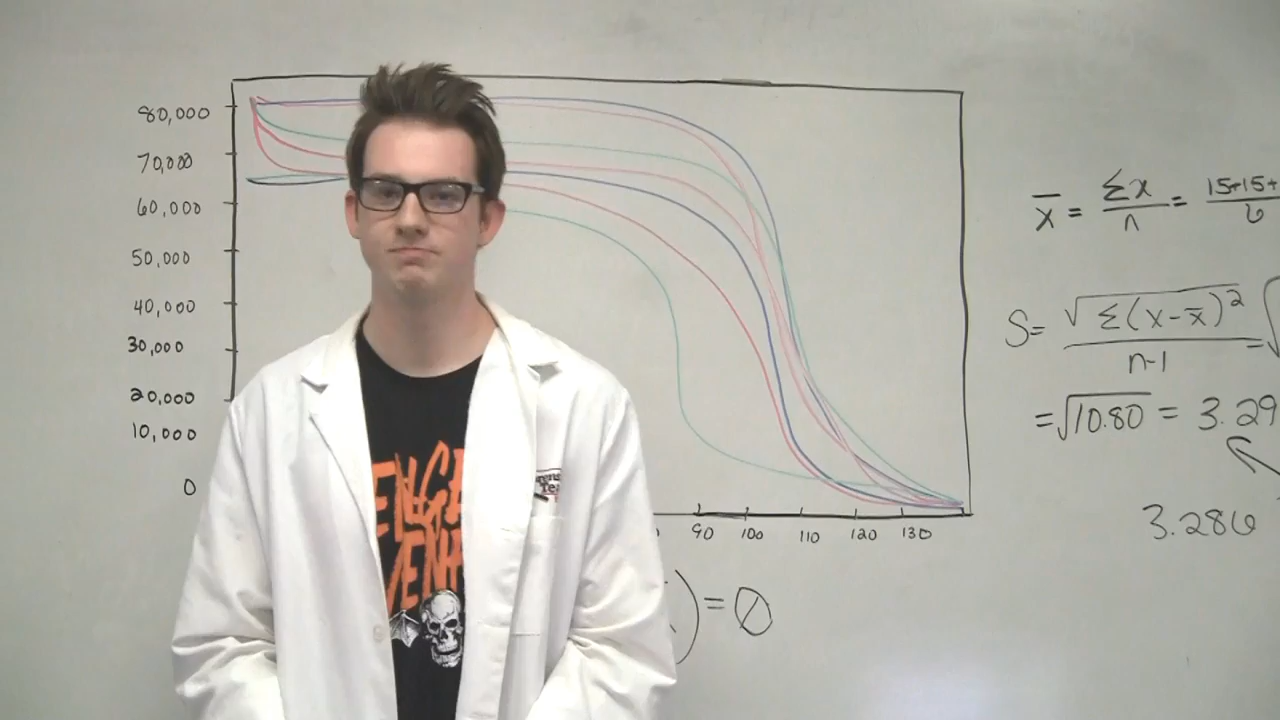 80,000
70,000
60,000
50,000
40,000
30,000
20,000
10,000
0
90 100 110 120 130
) = 0
x̅ = Σx/n = 15+15+/6
S = √Σ(x-x̅)²/n-1 = √
= √10.80 = 3.29
3.286